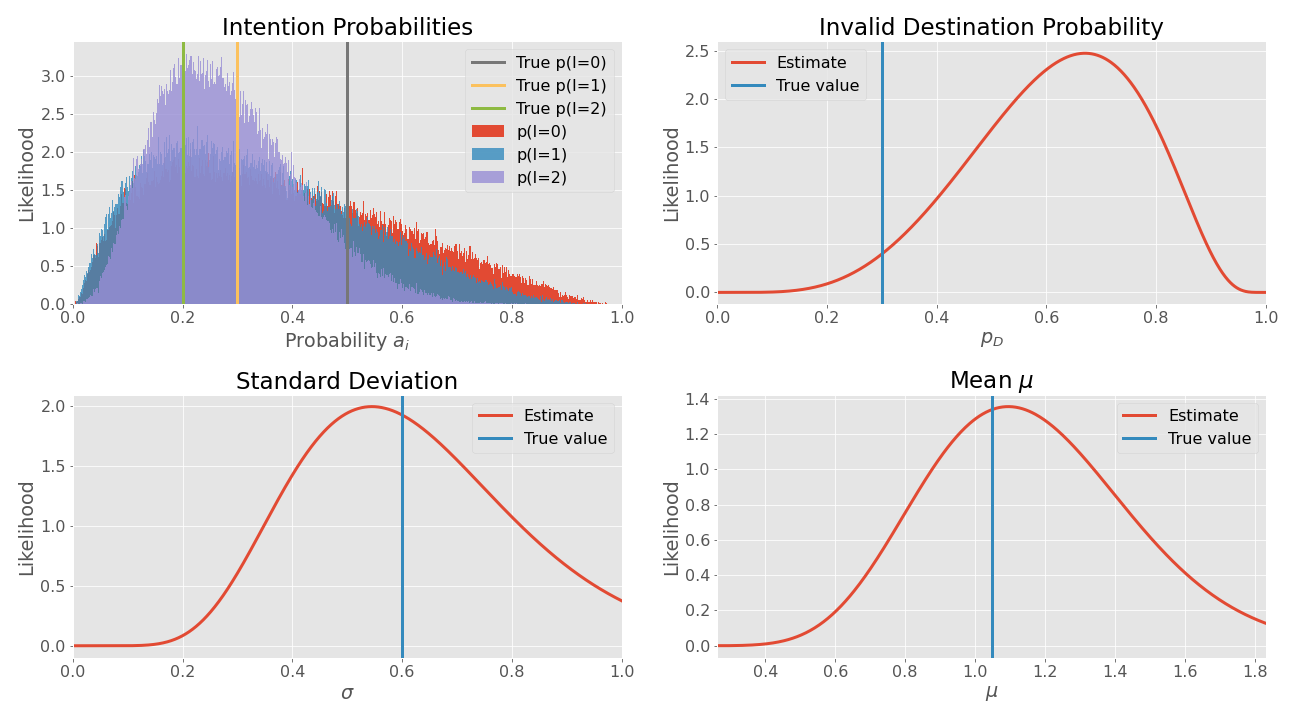 Intention Probabilities
Likelihood
3.0
2.5
2.0
1.5
1.0
0.5
0.0
True p(I=0)
True p(I=1)
True p(I=2)
p(I=0)
p(I=1)
p(I=2)
0.0 0.2 0.4 0.6 0.8 1.0
Probability a_i
Invalid Destination Probability
Likelihood
2.5
2.0
1.5
1.0
0.5
0.0
Estimate
True value
0.0 0.2 0.4 0.6 0.8 1.0
p_D
Standard Deviation
Likelihood
2.0
1.5
1.0
0.5
0.0
Estimate
True value
0.0 0.2 0.4 0.6 0.8 1.0
σ
Mean μ
Likelihood
1.4
1.2
1.0
0.8
0.6
0.4
0.2
0.0
Estimate
True value
0.4 0.6 0.8 1.0 1.2 1.4 1.6 1.8
μ